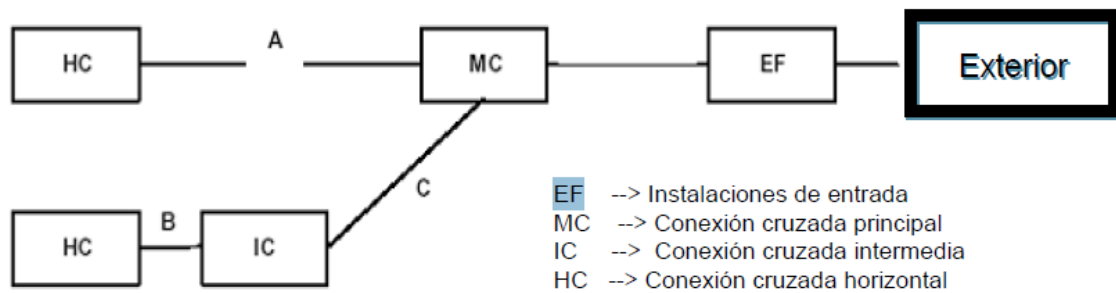 A
HC
MC
EF
Exterior
C
B
HC
IC
EF --> Instalaciones de entrada
MC --> Conexión cruzada principal
IC --> Conexión cruzada intermedia
HC --> Conexión cruzada horizontal